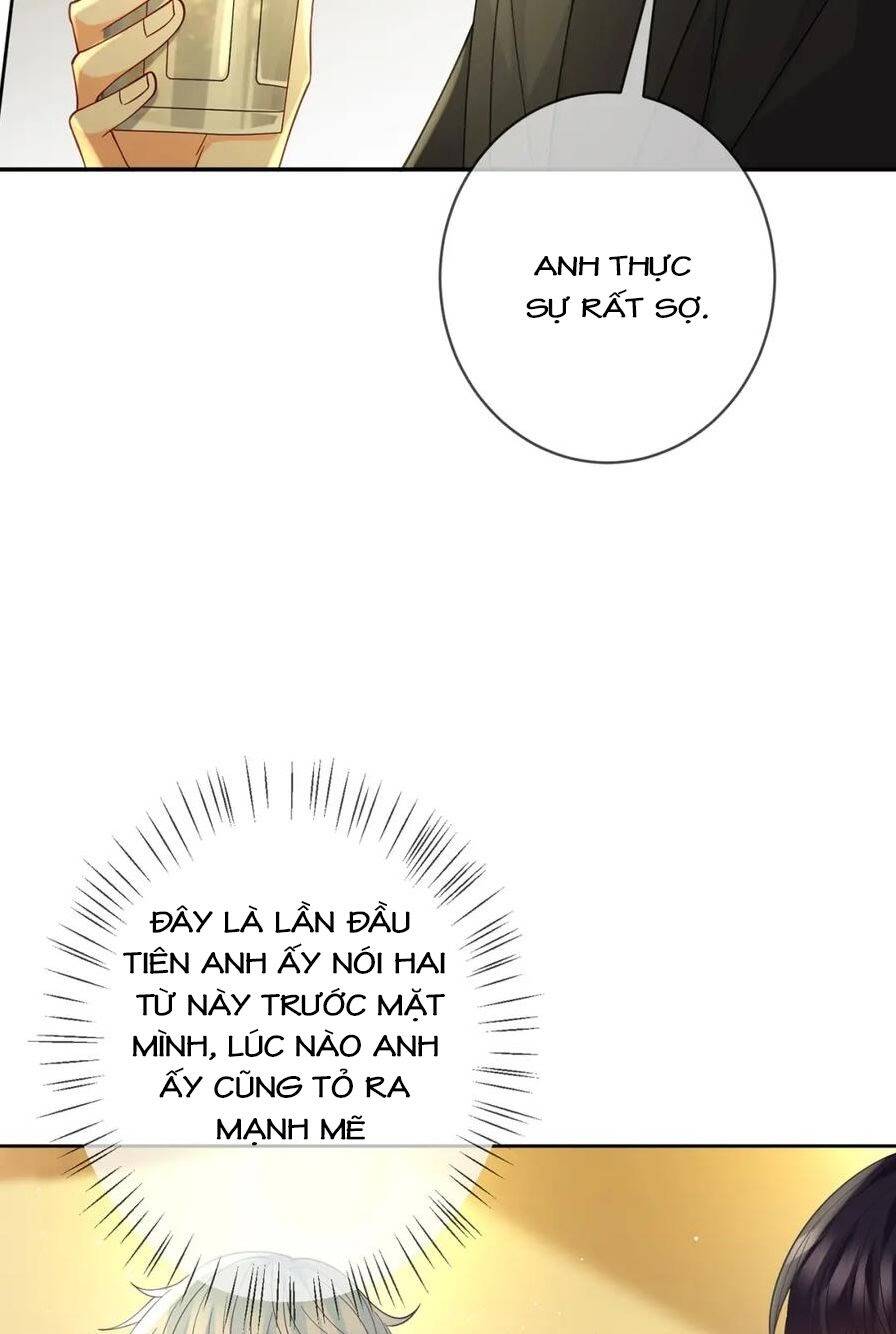 ANH THỰC
SỰ RẤT SỢ.
ĐÂY LÀ LẦN ĐẦU
TIÊN ANH ẤY NÓI HAI
TỪ NÀY TRƯỚC MẶT
MÌNH, LÚC NÀO ANH
ẤY CŨNG TỎ RA
MẠNH MẼ